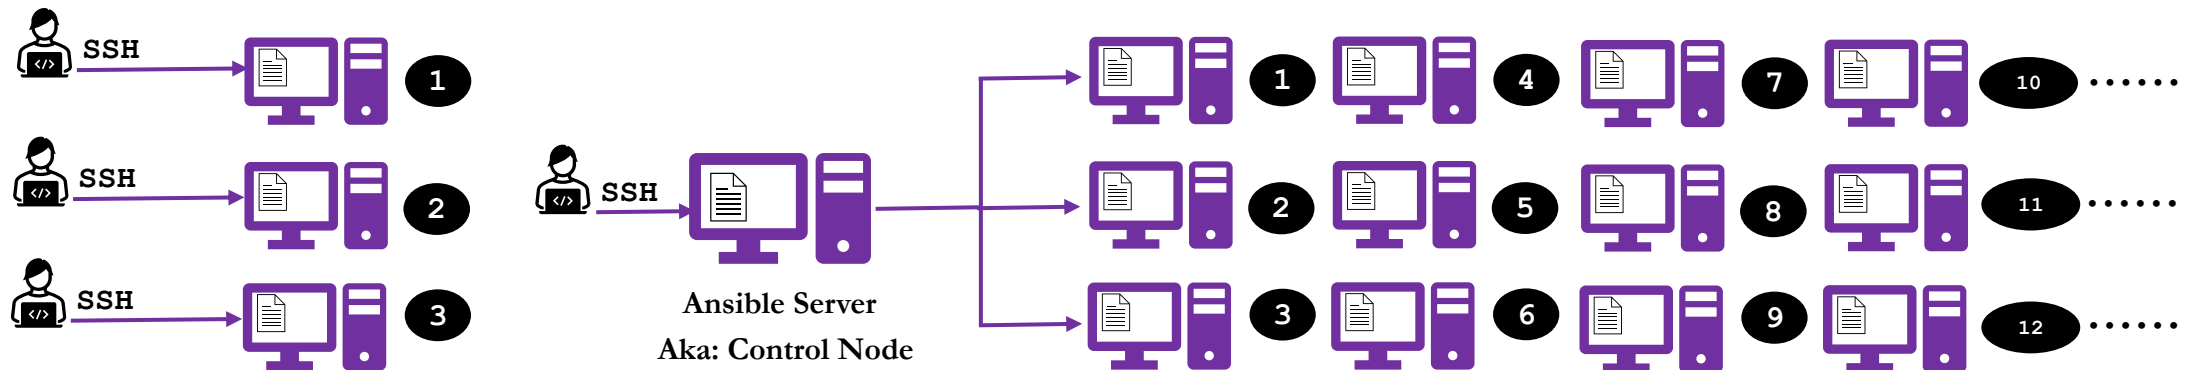 SSH
1
SSH
2
SSH
3
SSH
Ansible Server
Aka: Control Node
1 4 7 10 ......
2 5 8 11 ......
3 6 9 12 ......